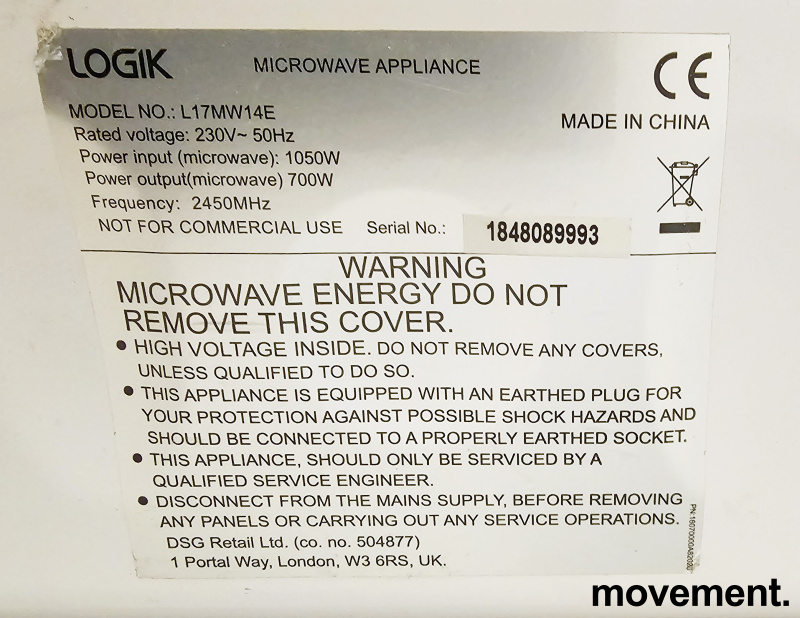 LOGIK
MICROWAVE APPLIANCE
CE
MODEL NO.: L17MW14E
MADE IN CHINA
Rated voltage: 230V~ 50Hz
Power input (microwave): 1050W
Power output(microwave) 700W
Frequency: 2450MHz
NOT FOR COMMERCIAL USE Serial No.: 1848089993
WARNING
MICROWAVE ENERGY DO NOT
REMOVE THIS COVER.
• HIGH VOLTAGE INSIDE. DO NOT REMOVE ANY COVERS,
UNLESS QUALIFIED TO DO SO.
• THIS APPLIANCE IS EQUIPPED WITH AN EARTHED PLUG FOR
YOUR PROTECTION AGAINST POSSIBLE SHOCK HAZARDS AND
SHOULD BE CONNECTED TO A PROPERLY EARTHED SOCKET.
• THIS APPLIANCE, SHOULD ONLY BE SERVICED BY A
QUALIFIED SERVICE ENGINEER.
• DISCONNECT FROM THE MAINS SUPPLY, BEFORE REMOVING
ANY PANELS OR CARRYING OUT ANY SERVICE OPERATIONS.
DSG Retail Ltd. (co. no. 504877)
1 Portal Way, London, W3 6RS, UK.
movement.